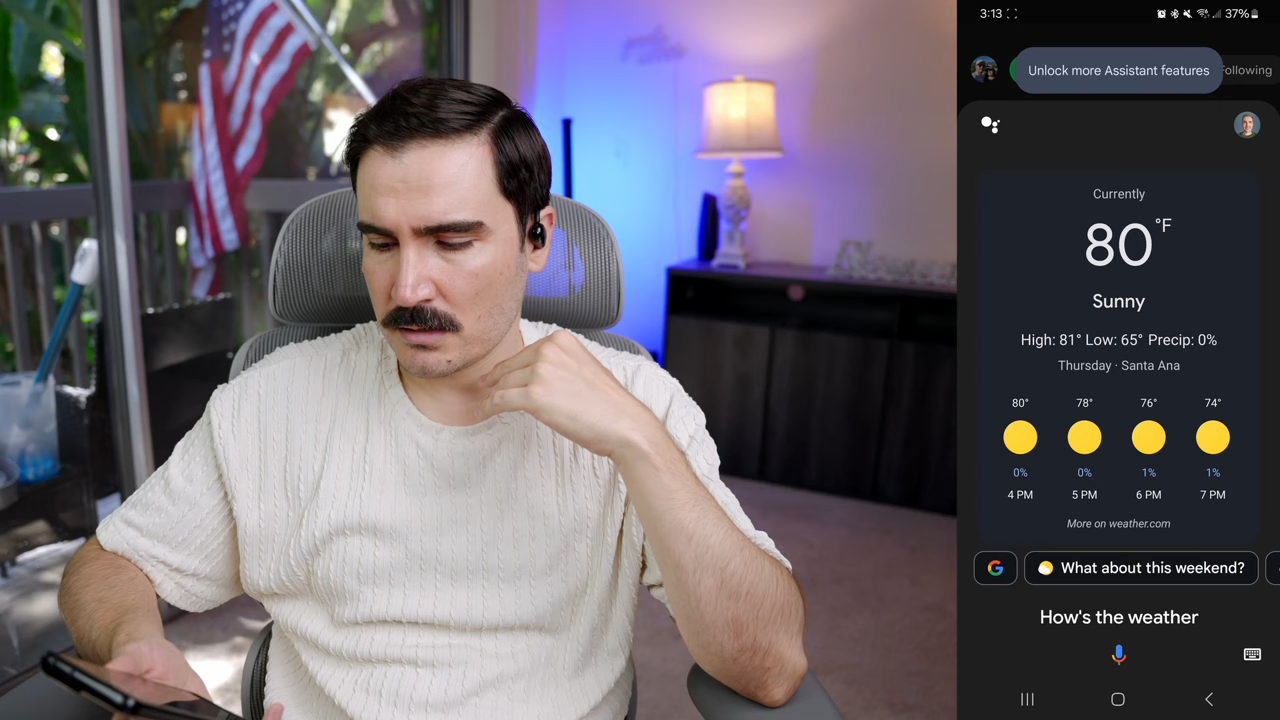 3:13
37%
Unlock more Assistant features
Following
Currently
80 °F
Sunny
High: 81° Low: 65° Precip: 0%
Thursday · Santa Ana
80° 78° 76° 74°
0% 0% 1% 1%
4 PM 5 PM 6 PM 7 PM
More on weather.com
G
What about this weekend?
How's the weather